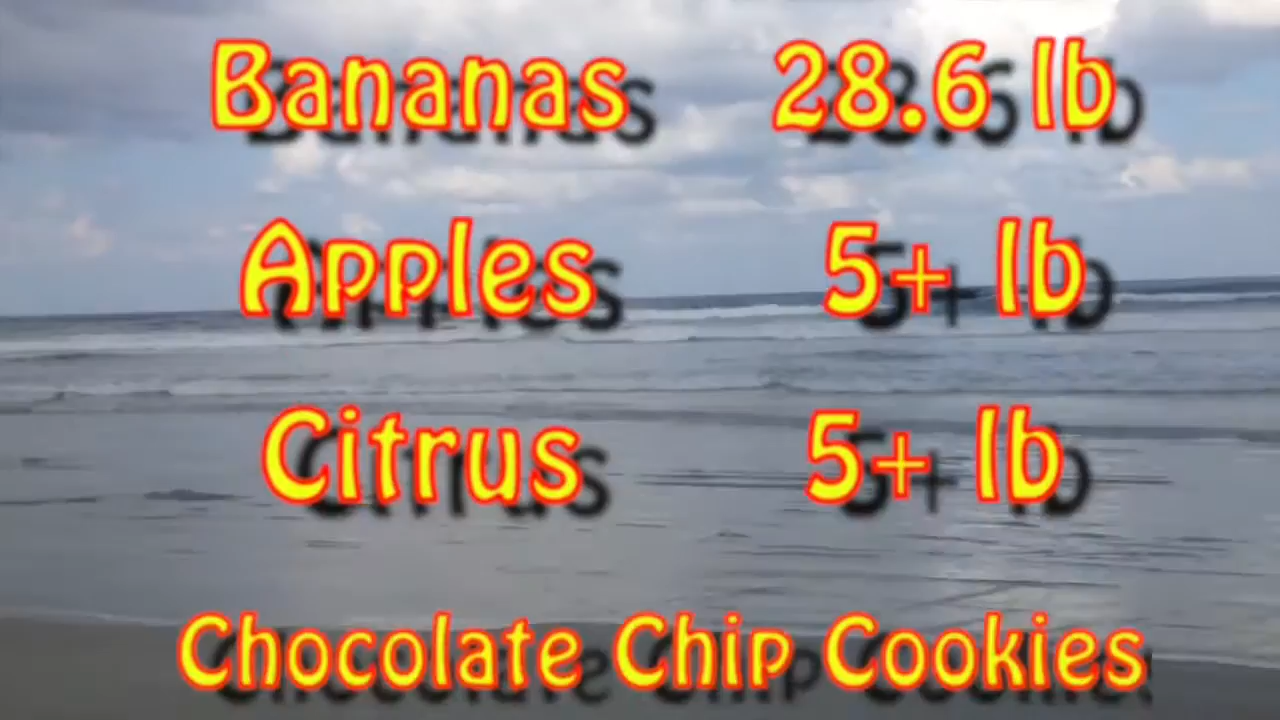 Bananas 28.6 lb
Apples 5+ lb
Citrus 5+ lb
Chocolate Chip Cookies